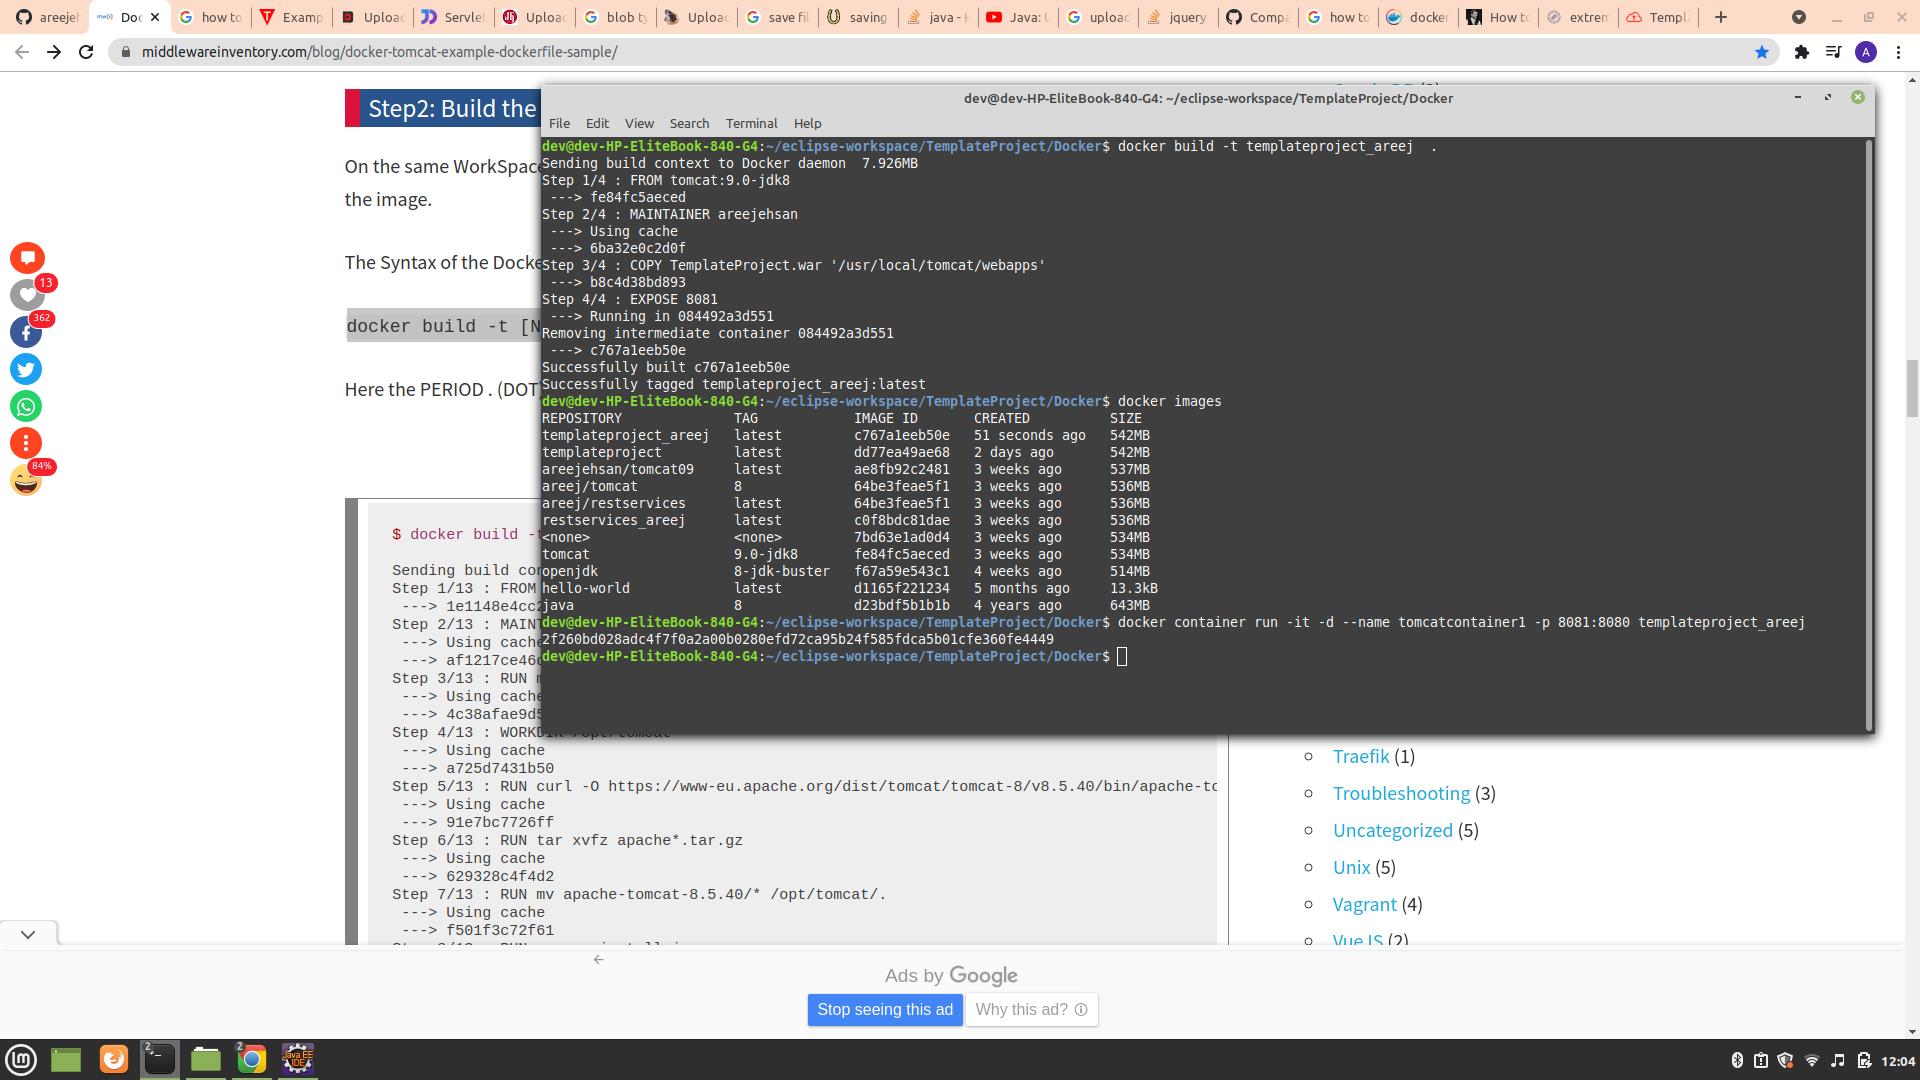 areejeh
Doc
how to
Examp
Upload
Servlet
Upload
blob ty
Upload
save fil
saving
java - H
Java: U
upload
jquery
Compa
how to
docker
How to
extrem
Templa
middlewareinventory.com/blog/docker-tomcat-example-dockerfile-sample/
A
Step2: Build the
On the same WorkSpace
the image.
The Syntax of the Docke
docker build -t [N
Here the PERIOD . (DOT)
13
362
84%
$ docker build -t
Sending build con
Step 1/13 : FROM
---> 1e1148e4cc2
Step 2/13 : MAINT
---> Using cache
---> af1217ce46c
Step 3/13 : RUN m
---> Using cache
---> 4c38afae9d5
Step 4/13 : WORKDIR /opt/tomcat
---> Using cache
---> a725d7431b50
Step 5/13 : RUN curl -O https://www-eu.apache.org/dist/tomcat/tomcat-8/v8.5.40/bin/apache-to
---> Using cache
---> 91e7bc7726ff
Step 6/13 : RUN tar xvfz apache*.tar.gz
---> Using cache
---> 629328c4f4d2
Step 7/13 : RUN mv apache-tomcat-8.5.40/* /opt/tomcat/.
---> Using cache
---> f501f3c72f61
dev@dev-HP-EliteBook-840-G4: ~/eclipse-workspace/TemplateProject/Docker
File Edit View Search Terminal Help
dev@dev-HP-EliteBook-840-G4:~/eclipse-workspace/TemplateProject/Docker$ docker build -t templateproject_areej .
Sending build context to Docker daemon 7.926MB
Step 1/4 : FROM tomcat:9.0-jdk8
---> fe84fc5aeced
Step 2/4 : MAINTAINER areejehsan
---> Using cache
---> 6ba32e0c2d0f
Step 3/4 : COPY TemplateProject.war '/usr/local/tomcat/webapps'
---> b8c4d38bd893
Step 4/4 : EXPOSE 8081
---> Running in 084492a3d551
Removing intermediate container 084492a3d551
---> c767a1eeb50e
Successfully built c767a1eeb50e
Successfully tagged templateproject_areej:latest
dev@dev-HP-EliteBook-840-G4:~/eclipse-workspace/TemplateProject/Docker$ docker images
REPOSITORY TAG IMAGE ID CREATED SIZE
templateproject_areej latest c767a1eeb50e 51 seconds ago 542MB
templateproject latest dd77ea49ae68 2 days ago 542MB
areejehsan/tomcat09 latest ae8fb92c2481 3 weeks ago 537MB
areej/tomcat 8 64be3feae5f1 3 weeks ago 536MB
areej/restservices latest 64be3feae5f1 3 weeks ago 536MB
restservices_areej latest c0f8bdc81dae 3 weeks ago 536MB
<none> <none> 7bd63e1ad0d4 3 weeks ago 534MB
tomcat 9.0-jdk8 fe84fc5aeced 3 weeks ago 534MB
openjdk 8-jdk-buster f67a59e543c1 4 weeks ago 514MB
hello-world latest d1165f221234 5 months ago 13.3kB
java 8 d23bdf5b1b1b 4 years ago 643MB
dev@dev-HP-EliteBook-840-G4:~/eclipse-workspace/TemplateProject/Docker$ docker container run -it -d --name tomcatcontainer1 -p 8081:8080 templateproject_areej
2f260bd028adc4f7f0a2a00b0280efd72ca95b24f585fdca5b01cfe360fe4449
dev@dev-HP-EliteBook-840-G4:~/eclipse-workspace/TemplateProject/Docker$
Traefik (1)
Troubleshooting (3)
Uncategorized (5)
Unix (5)
Vagrant (4)
VueJS (2)
Ads by Google
Stop seeing this ad
Why this ad?
2
2
Java EE
IDE
12:04